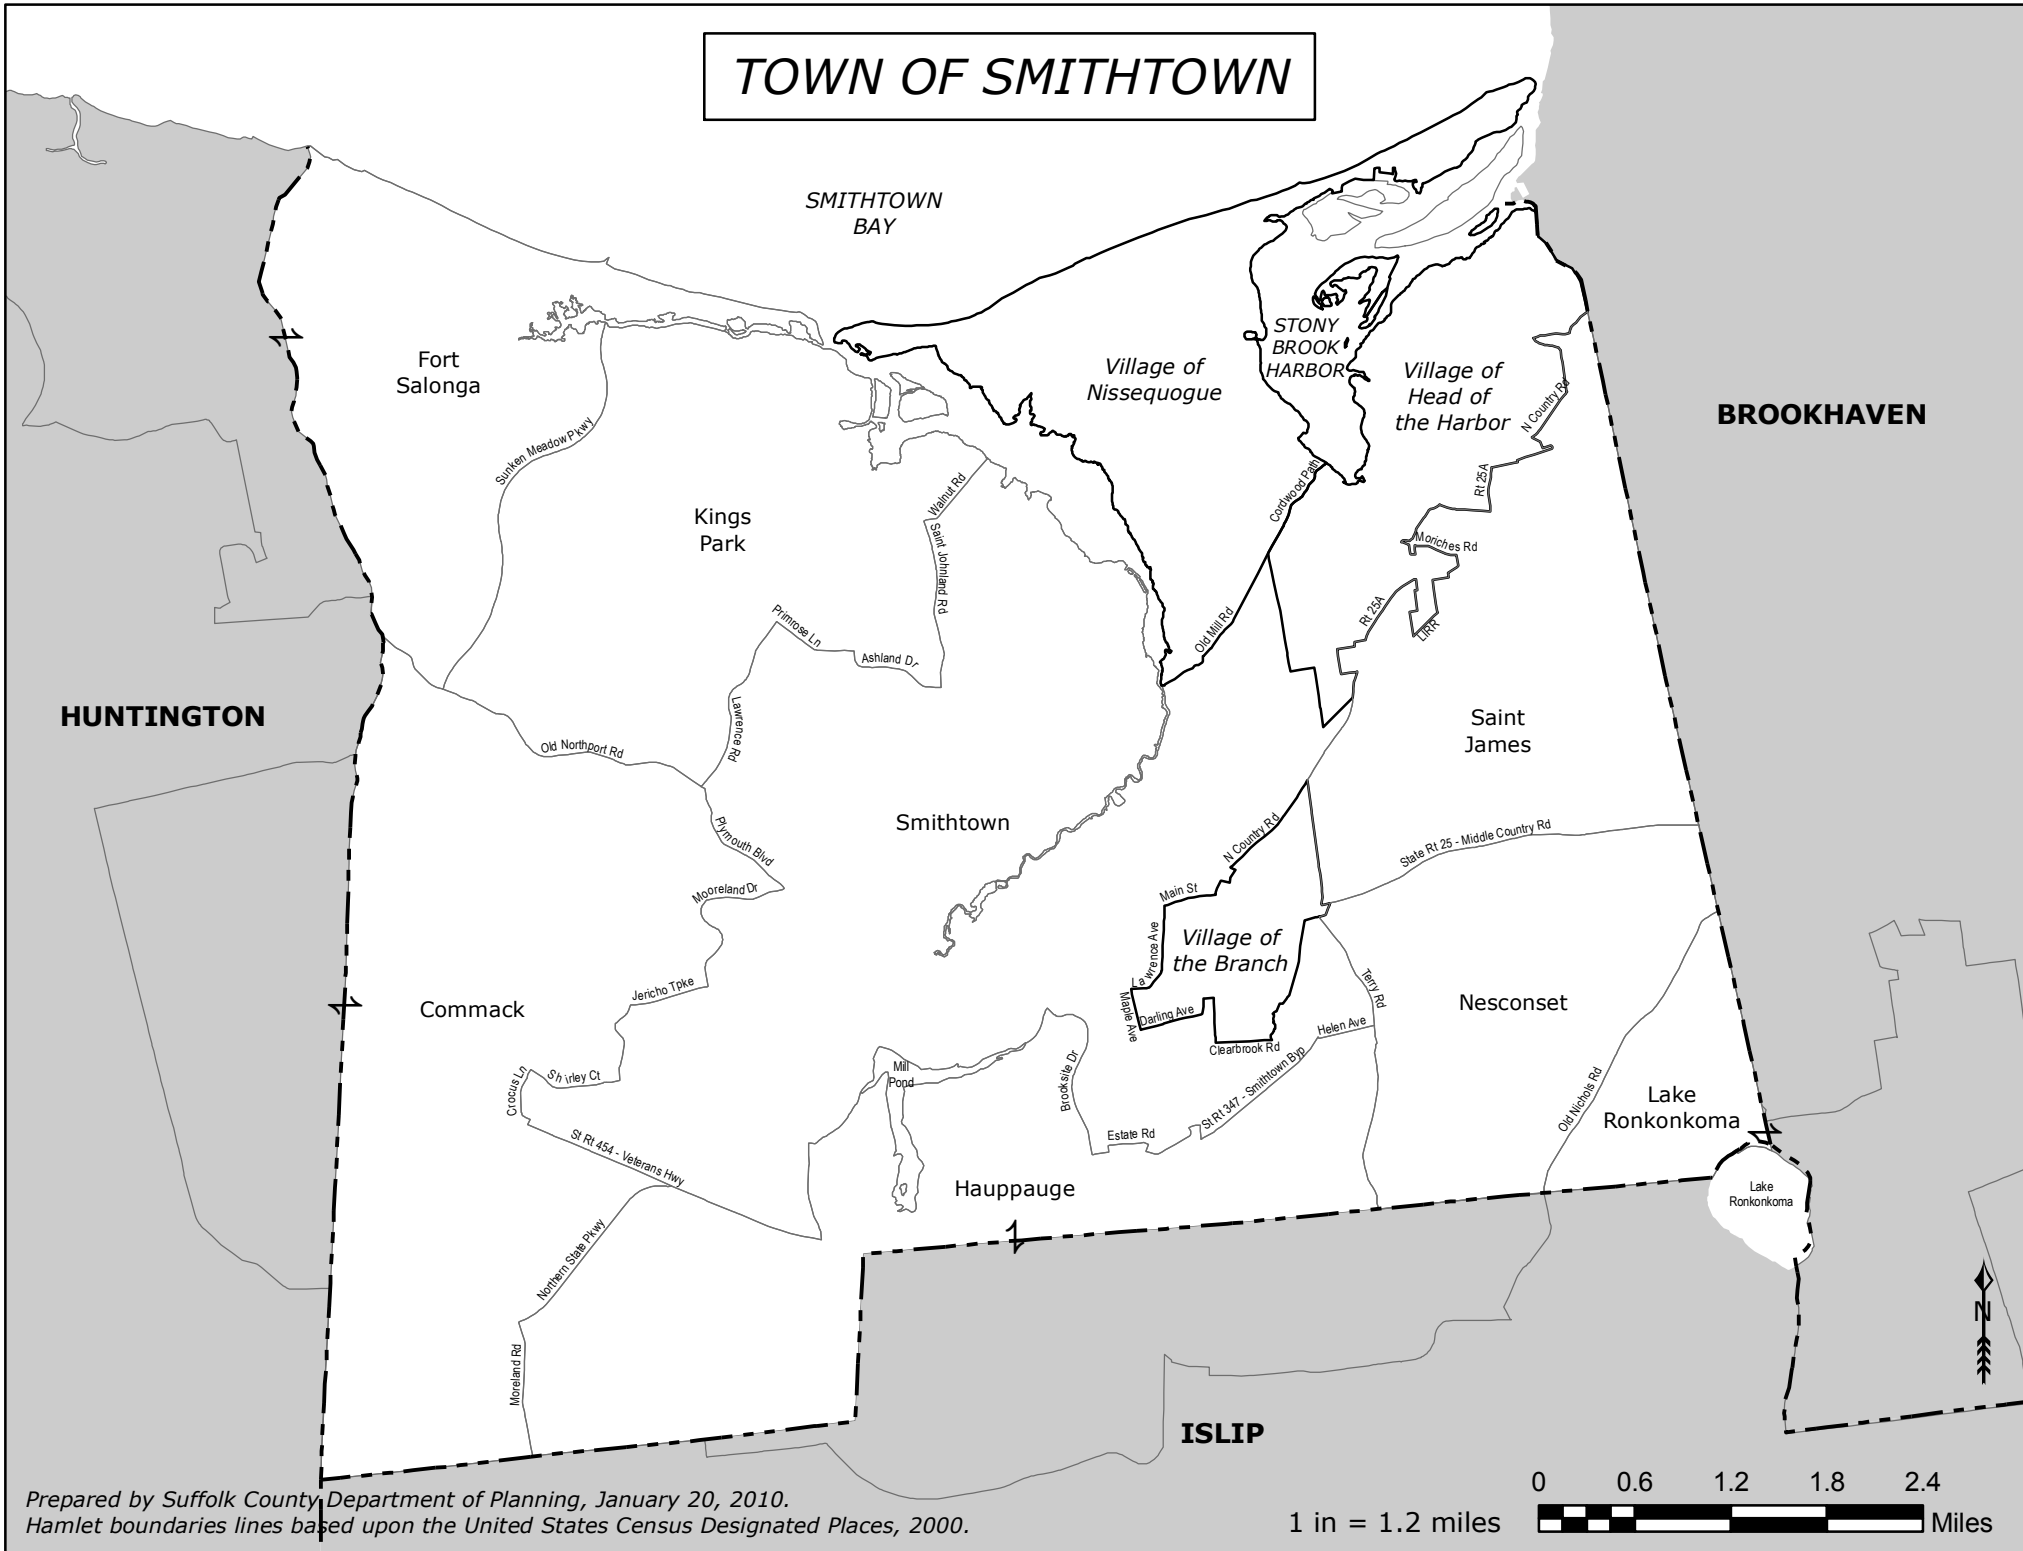 TOWN OF SMITHTOWN
SMITHTOWN
BAY
Fort
Salonga
Village of
Nissequogue
STONY
BROOK
HARBOR
Village of
Head of
the Harbor
BROOKHAVEN
N Country Rd
Sunken Meadow Pkwy
Kings
Park
Walnut Rd
Saint Johnland Rd
Cordwood Path
Rt 25A
Moriches Rd
Rt 25A
LIRR
Primrose Ln
Ashland Dr
Old Mill Rd
HUNTINGTON
Lawrence Rd
Old Northport Rd
Saint
James
Smithtown
Plymouth Blvd
N Country Rd
State Rt 25 - Middle Country Rd
Mooreland Dr
Main St
Lawrence Ave
Village of
the Branch
Jericho Tpke
Commack
Maple Ave
Darling Ave
Clearbrook Rd
Terry Rd
Helen Ave
Nesconset
Crocus Ln
Shirley Ct
Mill
Pond
Brooksite Dr
St Rt 347 - Smithtown Byp
Old Nichols Rd
Lake
Ronkonkoma
St Rt 454 - Veterans Hwy
Estate Rd
Hauppauge
Lake
Ronkonkoma
Northern State Pkwy
Moreland Rd
N
ISLIP
Prepared by Suffolk County Department of Planning, January 20, 2010.
Hamlet boundaries lines based upon the United States Census Designated Places, 2000.
1 in = 1.2 miles
0 0.6 1.2 1.8 2.4
Miles